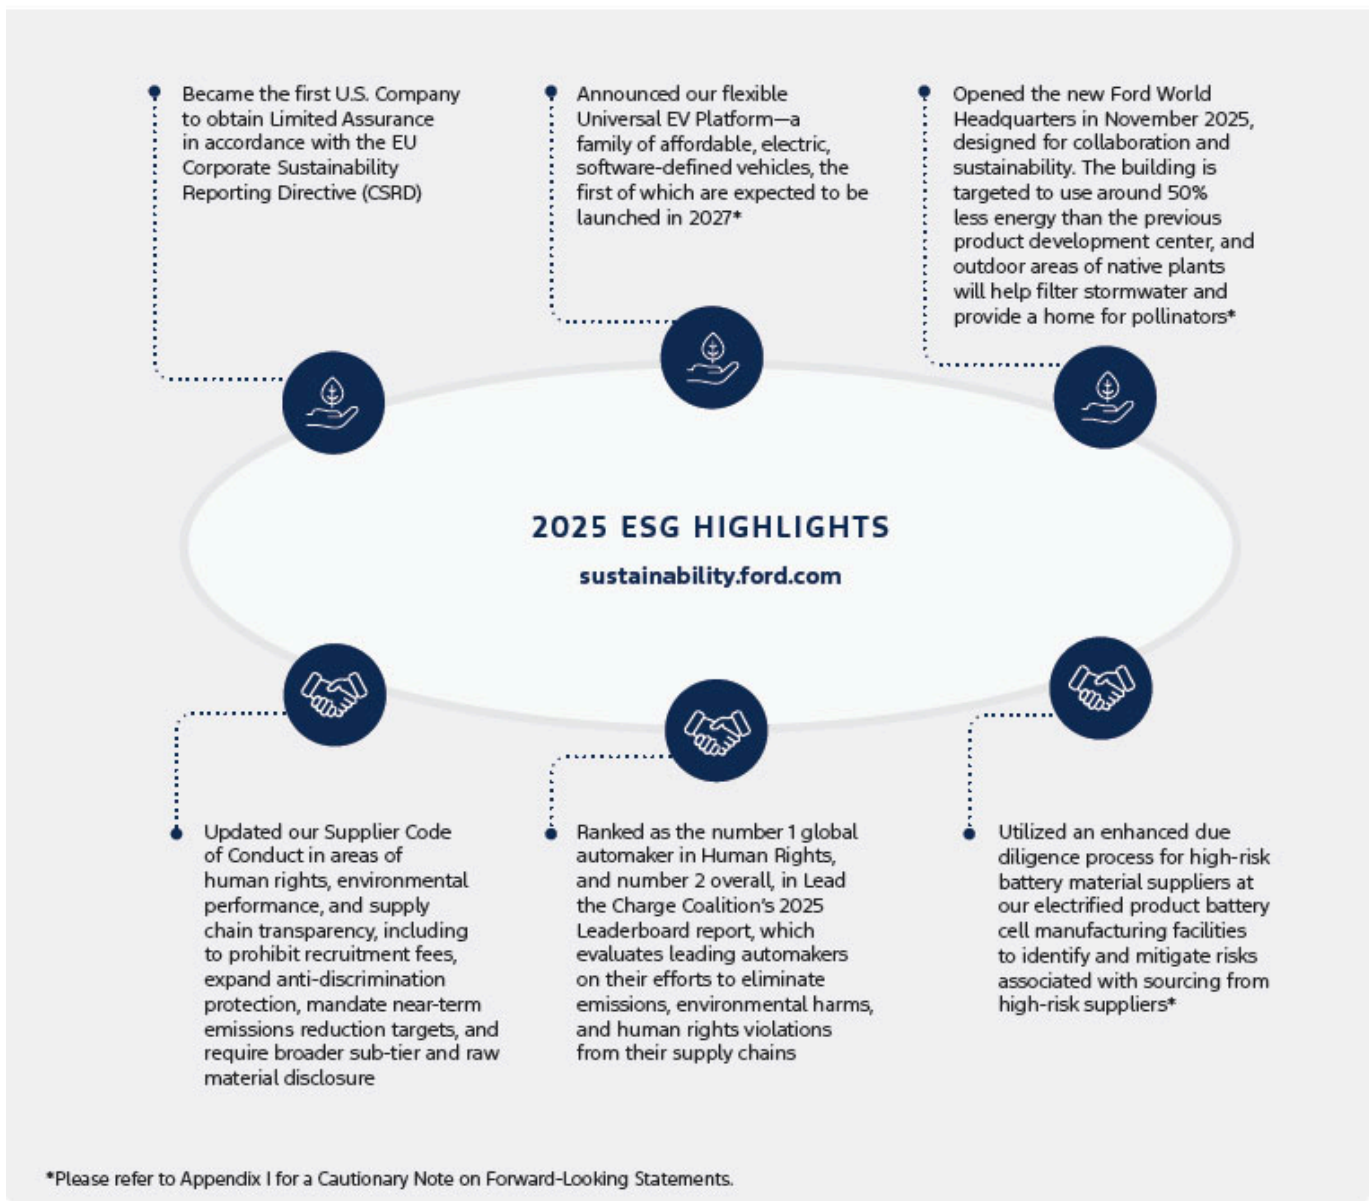 Became the first U.S. Company
to obtain Limited Assurance
in accordance with the EU
Corporate Sustainability
Reporting Directive (CSRD)
Announced our flexible
Universal EV Platform—a
family of affordable, electric,
software-defined vehicles, the
first of which are expected to be
launched in 2027*
Opened the new Ford World
Headquarters in November 2025,
designed for collaboration and
sustainability. The building is
targeted to use around 50%
less energy than the previous
product development center, and
outdoor areas of native plants
will help filter stormwater and
provide a home for pollinators*
2025 ESG HIGHLIGHTS
sustainability.ford.com
Updated our Supplier Code
of Conduct in areas of
human rights, environmental
performance, and supply
chain transparency, including
to prohibit recruitment fees,
expand anti-discrimination
protection, mandate near-term
emissions reduction targets, and
require broader sub-tier and raw
material disclosure
Ranked as the number 1 global
automaker in Human Rights,
and number 2 overall, in Lead
the Charge Coalition's 2025
Leaderboard report, which
evaluates leading automakers
on their efforts to eliminate
emissions, environmental harms,
and human rights violations
from their supply chains
Utilized an enhanced due
diligence process for high-risk
battery material suppliers at
our electrified product battery
cell manufacturing facilities
to identify and mitigate risks
associated with sourcing from
high-risk suppliers*
*Please refer to Appendix I for a Cautionary Note on Forward-Looking Statements.